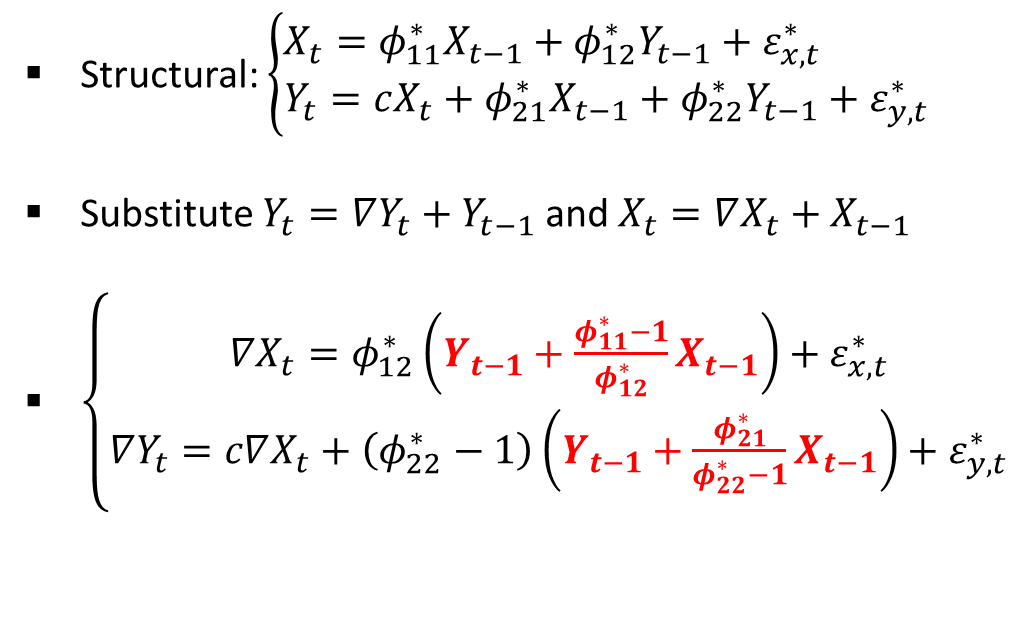 ▪ Structural: { X_t = ϕ*_11 X_{t−1} + ϕ*_12 Y_{t−1} + ε*_{x,t}
Y_t = cX_t + ϕ*_21 X_{t−1} + ϕ*_22 Y_{t−1} + ε*_{y,t}
▪ Substitute Y_t = ∇Y_t + Y_{t−1} and X_t = ∇X_t + X_{t−1}
▪ { ∇X_t = ϕ*_12 (Y_{t−1} + (ϕ*_11−1)/ϕ*_12 X_{t−1}) + ε*_{x,t}
∇Y_t = c∇X_t + (ϕ*_22 − 1) (Y_{t−1} + ϕ*_21/(ϕ*_22−1) X_{t−1}) + ε*_{y,t}